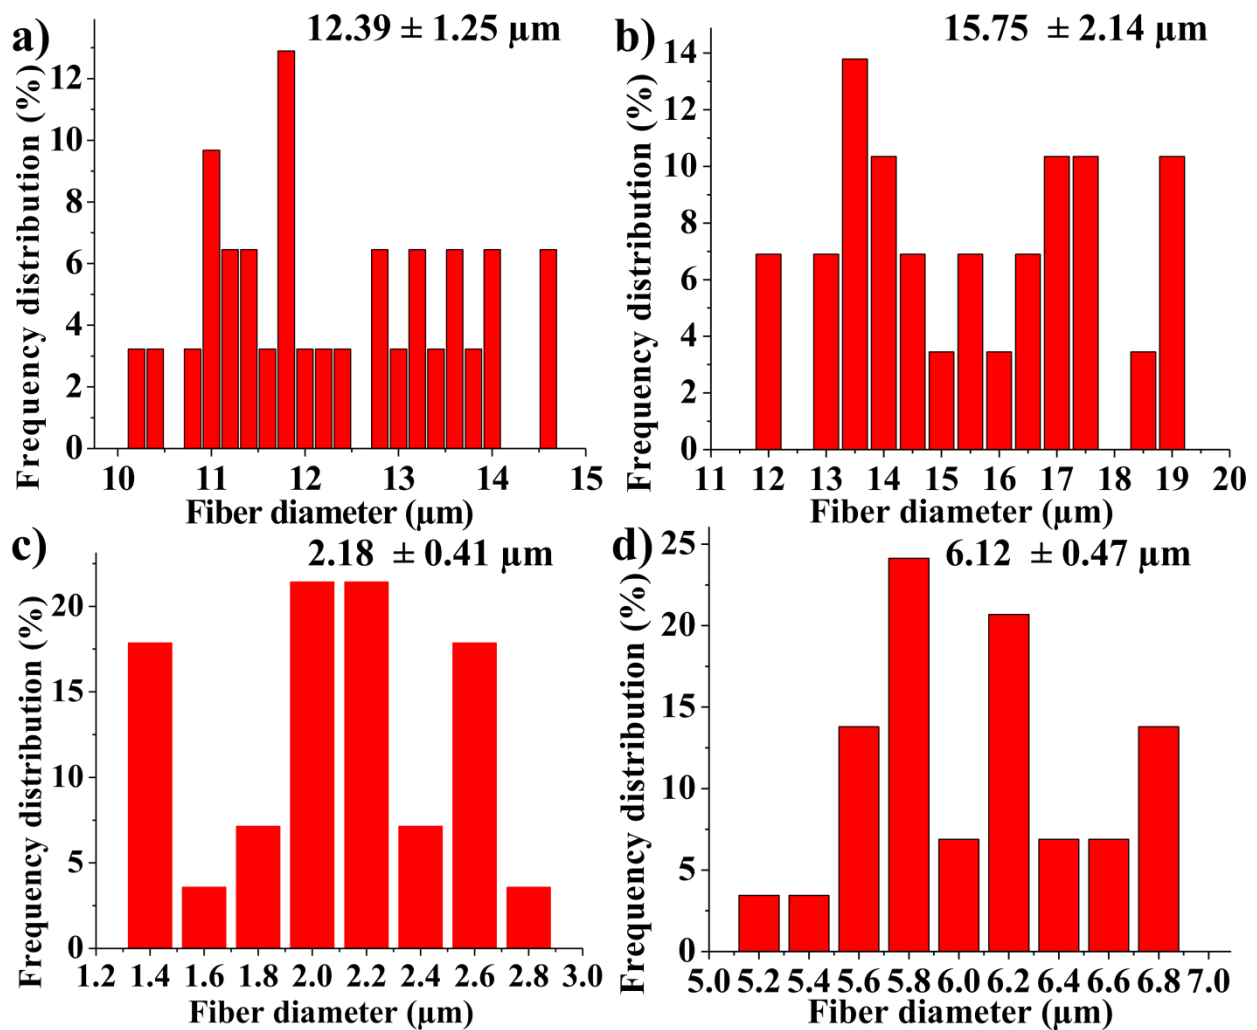 a)
12.39 ± 1.25 µm
Frequency distribution (%)
12
10
8
6
4
2
0
10 11 12 13 14 15
Fiber diameter (µm)
b)
15.75 ± 2.14 µm
Frequency distribution (%)
14
12
10
8
6
4
2
0
11 12 13 14 15 16 17 18 19 20
Fiber diameter (µm)
c)
2.18 ± 0.41 µm
Frequency distribution (%)
20
15
10
5
0
1.2 1.4 1.6 1.8 2.0 2.2 2.4 2.6 2.8 3.0
Fiber diameter (µm)
d)
6.12 ± 0.47 µm
Frequency distribution (%)
25
20
15
10
5
0
5.0 5.2 5.4 5.6 5.8 6.0 6.2 6.4 6.6 6.8 7.0
Fiber diameter (µm)